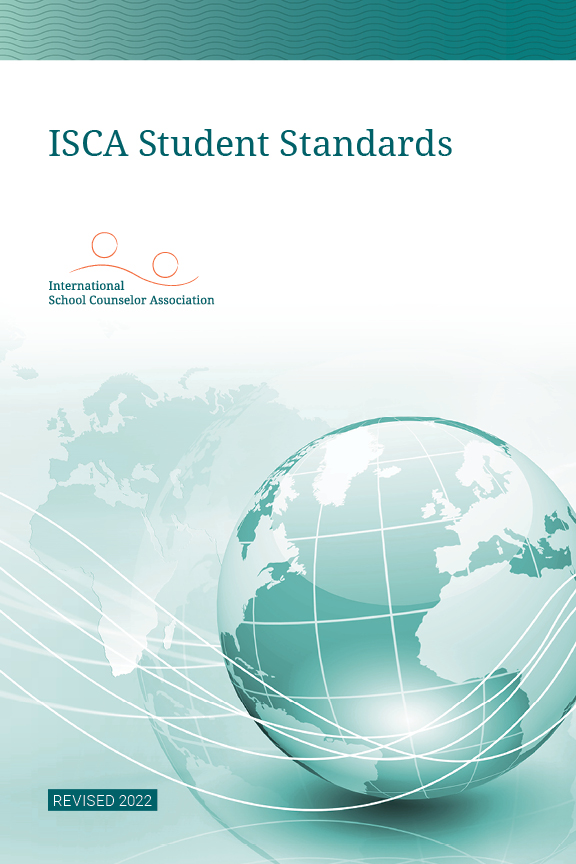 ISCA Student Standards
International
School Counselor Association
REVISED 2022